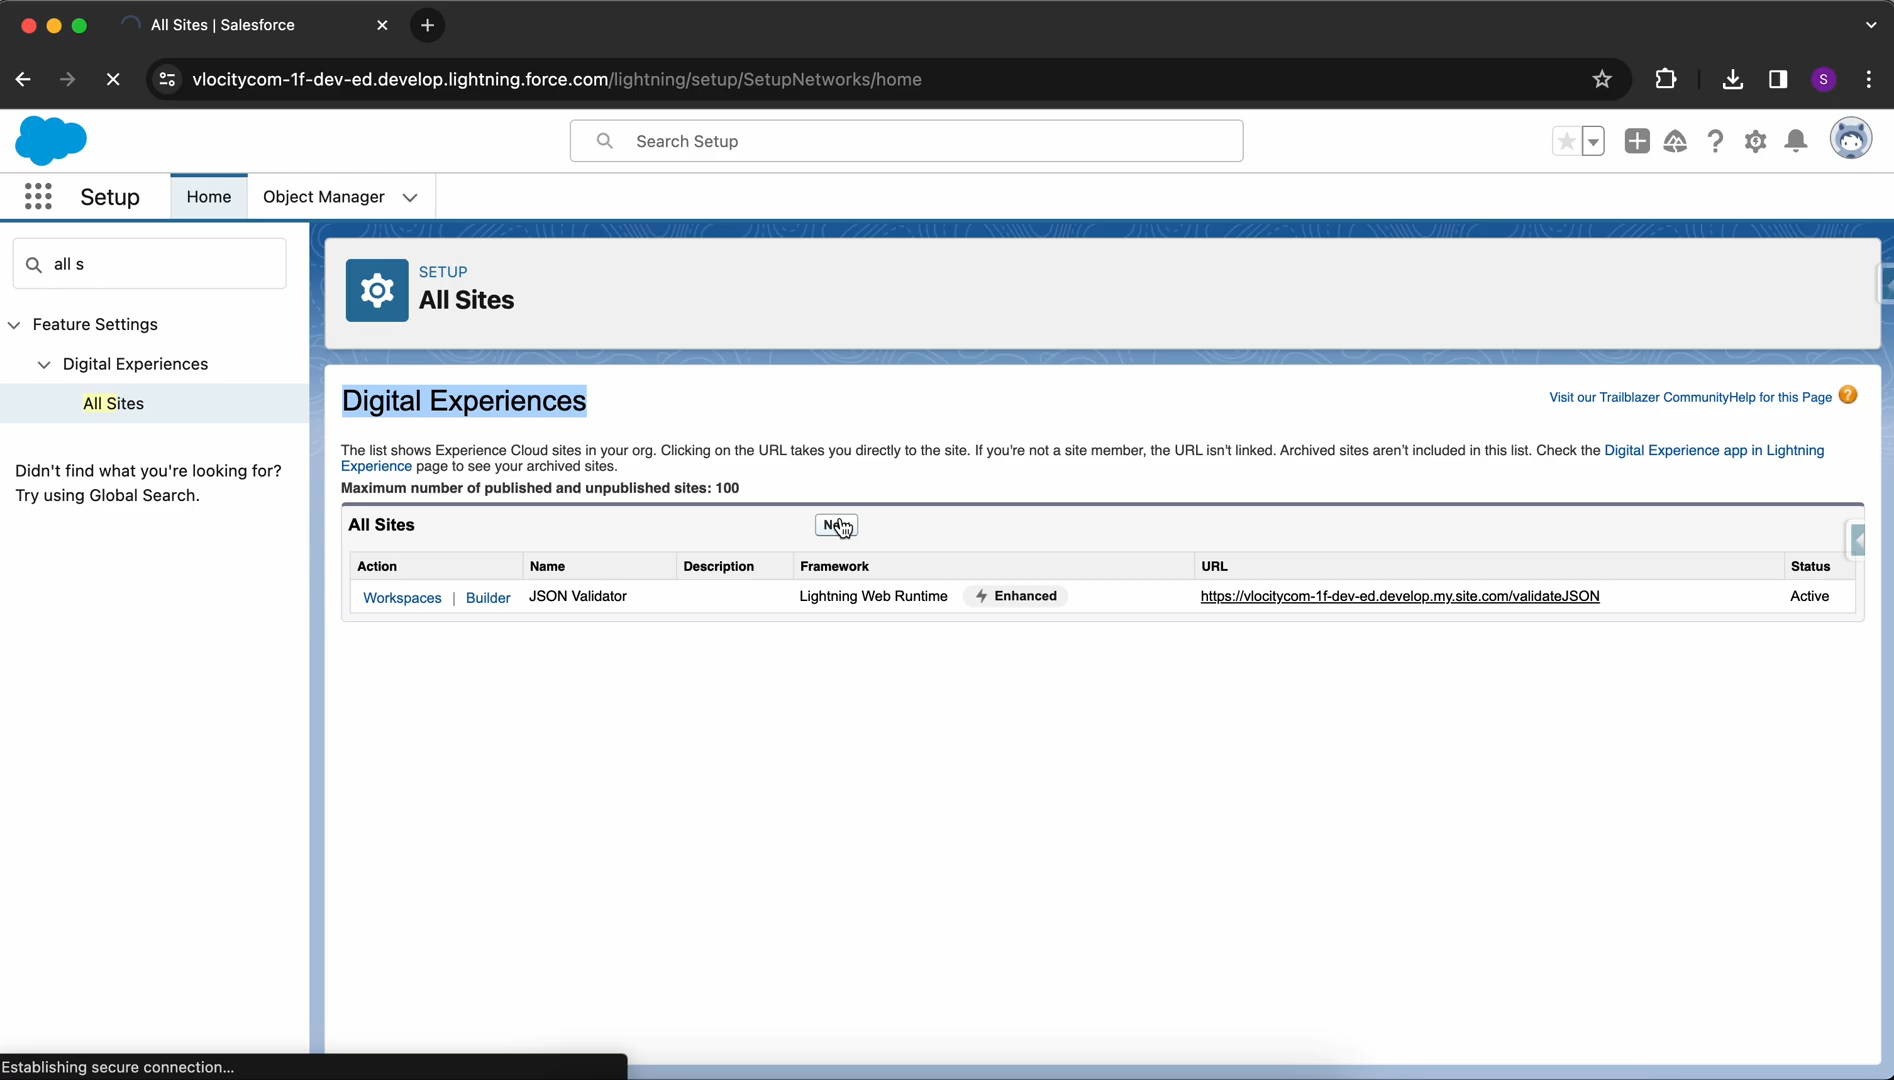 All Sites | Salesforce
vlocitycom-1f-dev-ed.develop.lightning.force.com/lightning/setup/SetupNetworks/home
S
Search Setup
Setup
Home
Object Manager
all s
Feature Settings
Digital Experiences
All Sites
Didn't find what you're looking for?
Try using Global Search.
SETUP
All Sites
Digital Experiences
Visit our Trailblazer Community Help for this Page
The list shows Experience Cloud sites in your org. Clicking on the URL takes you directly to the site. If you're not a site member, the URL isn't linked. Archived sites aren't included in this list. Check the Digital Experience app in Lightning
Experience page to see your archived sites.
Maximum number of published and unpublished sites: 100
All Sites
Action Name Description Framework URL Status
Workspaces | Builder JSON Validator Lightning Web Runtime Enhanced https://vlocitycom-1f-dev-ed.develop.my.site.com/validateJSON Active
Establishing secure connection...